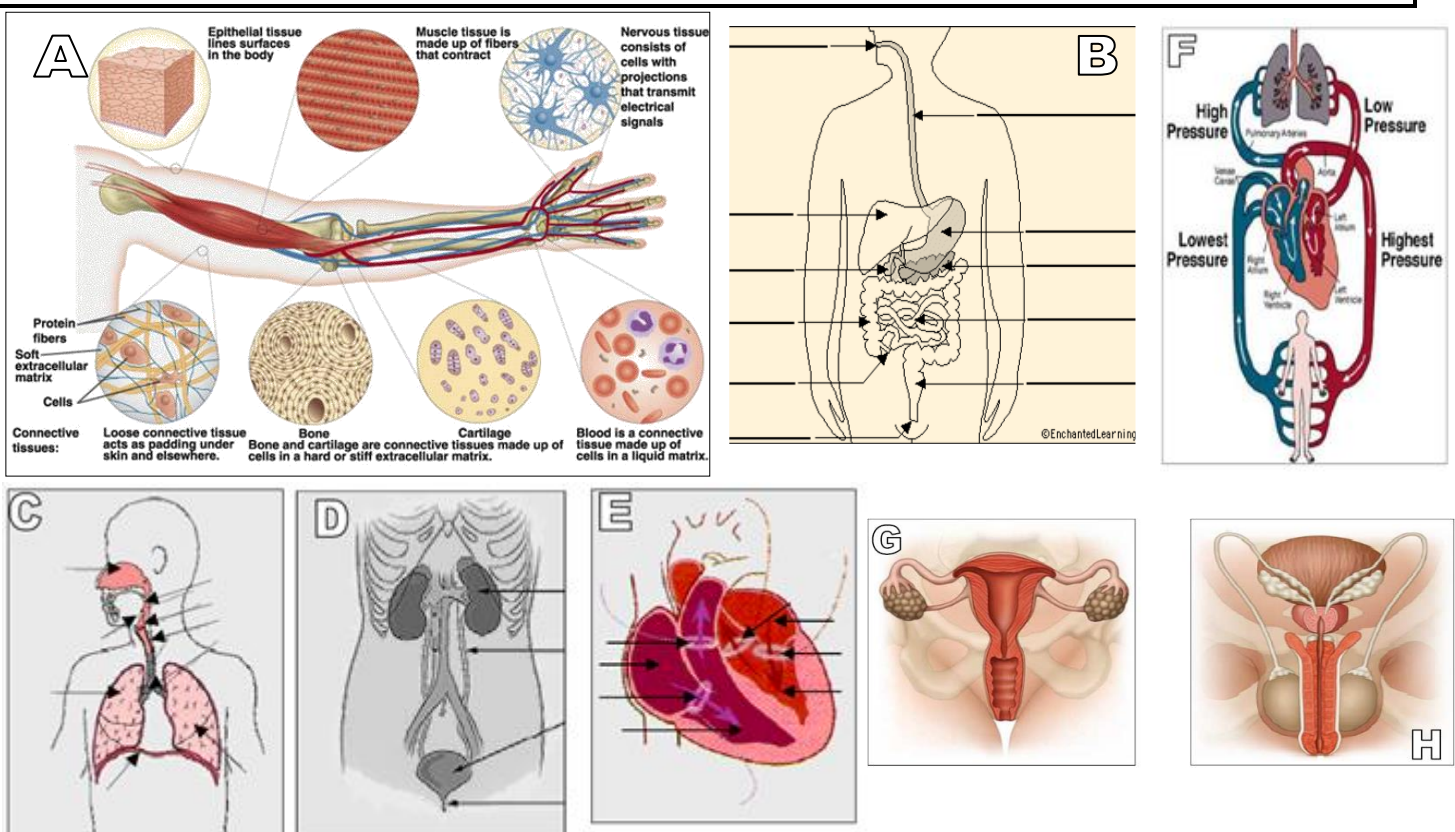 A
Epithelial tissue
lines surfaces
in the body
Muscle tissue is
made up of fibers
that contract
Nervous tissue
consists of
cells with
projections
that transmit
electrical
signals
Protein
fibers
Soft
extracellular
matrix
Cells
Connective
tissues:
Loose connective tissue
acts as padding under
skin and elsewhere.
Bone
Cartilage
Bone and cartilage are connective tissues made up of
cells in a hard or stiff extracellular matrix.
Blood is a connective
tissue made up of
cells in a liquid matrix.
B
©EnchantedLearning
F
High
Pressure
Low
Pressure
Pulmonary Arteries
Venae
Cavae
Aorta
Left
Atrium
Lowest
Pressure
Highest
Pressure
Right
Atrium
Right
Ventricle
Left
Ventricle
C
D
E
G
H